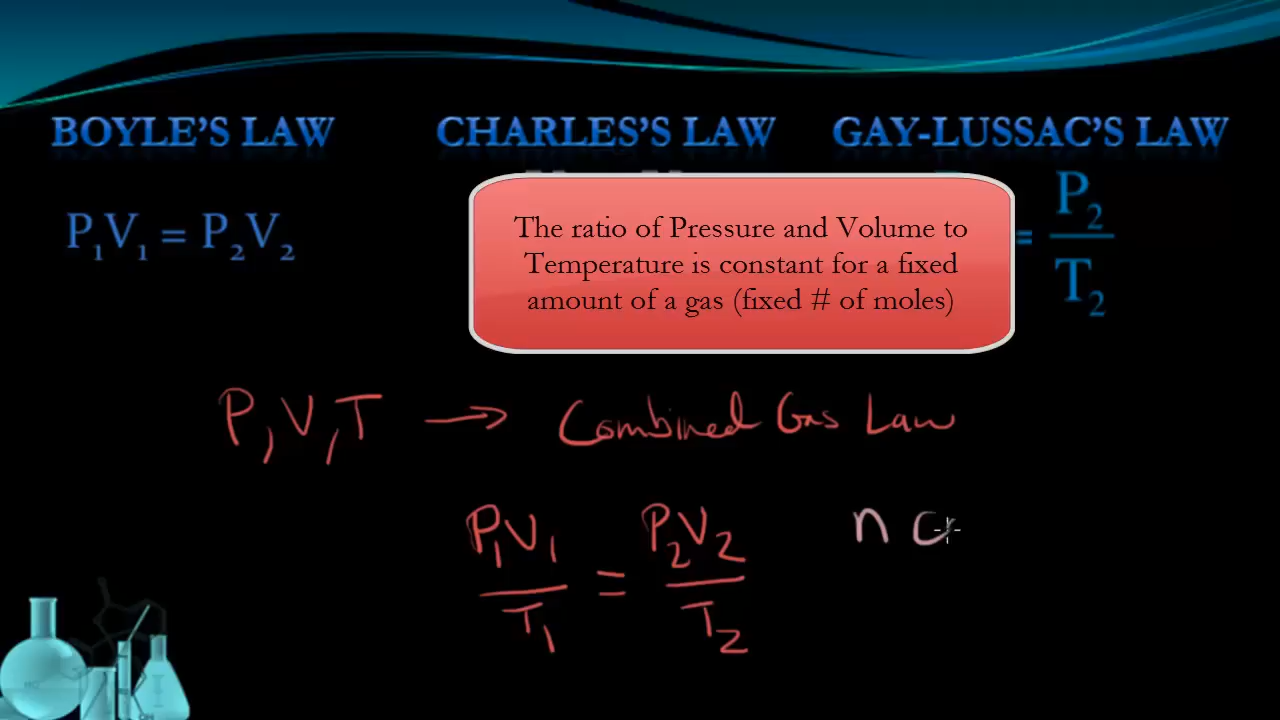 BOYLE'S LAW CHARLES'S LAW GAY-LUSSAC'S LAW
P₁V₁ = P₂V₂
The ratio of Pressure and Volume to
Temperature is constant for a fixed
amount of a gas (fixed # of moles)
= P₂
T₂
P, V, T → Combined Gas Law
P₁V₁ = P₂V₂ n c
T₁ T₂